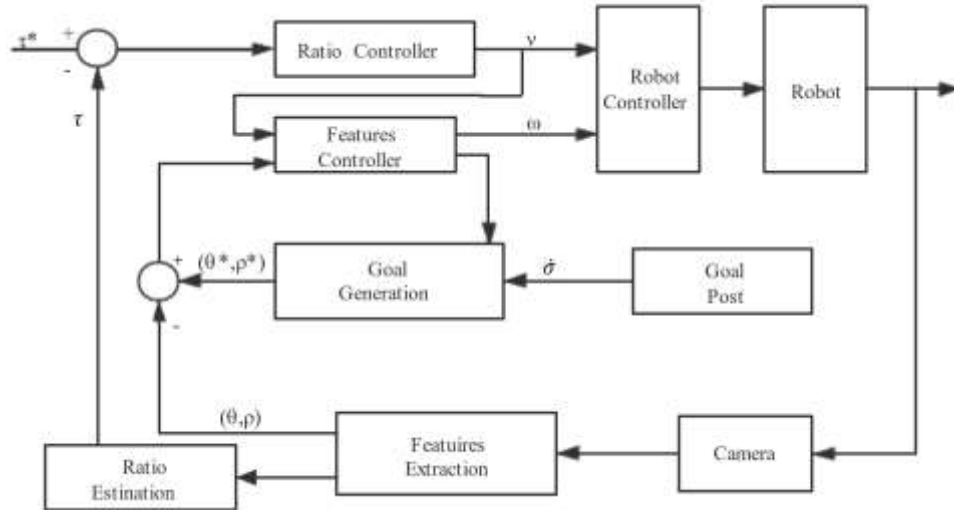 τ*
+
-
Ratio Controller
ν
Robot
Controller
Robot
τ
Features
Controller
ω
+
(θ*,ρ*)
Goal
Generation
σ̇
Goal
Post
-
(θ,ρ)
Featuires
Extraction
Camera
Ratio
Estination